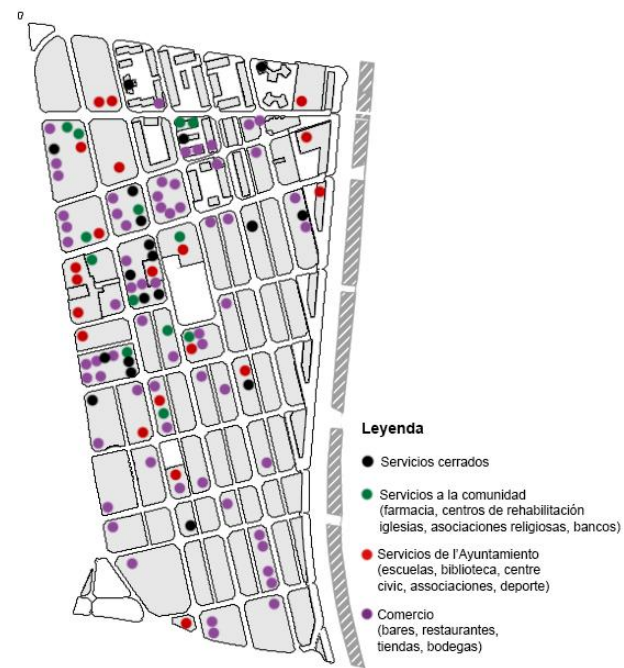 Leyenda
Servicios cerrados
Servicios a la comunidad
(farmacia, centros de rehabilitación
iglesias, asociaciones religiosas, bancos)
Servicios de l'Ayuntamiento
(escuelas, biblioteca, centre
civic, associaciones, deporte)
Comercio
(bares, restaurantes,
tiendas, bodegas)